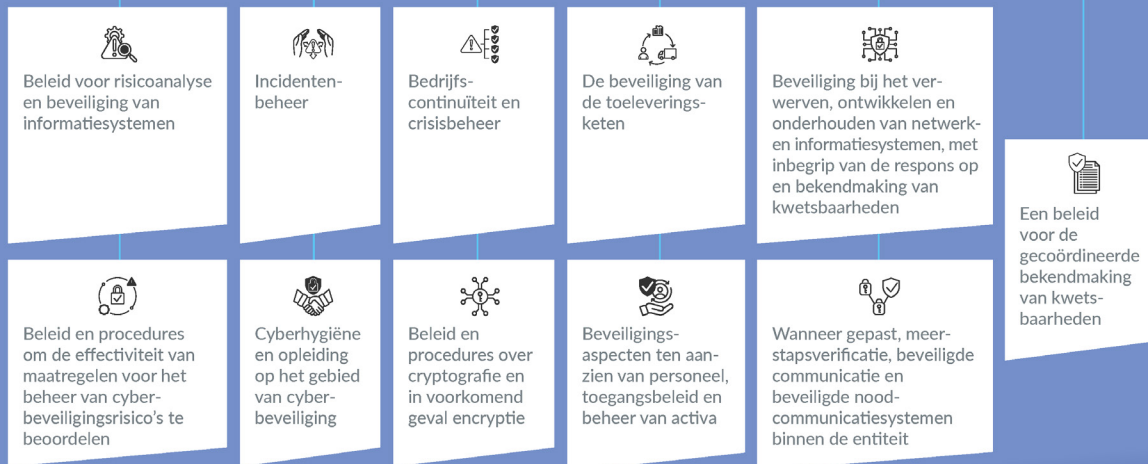 Beleid voor risicoanalyse
en beveiliging van
informatiesystemen
Incidenten-
beheer
Bedrijfs-
continuïteit en
crisisbeheer
De beveiliging van
de toeleverings-
keten
Beveiliging bij het ver-
werven, ontwikkelen en
onderhouden van netwerk-
en informatiesystemen, met
inbegrip van de respons op
en bekendmaking van
kwetsbaarheden
Een beleid
voor de
gecoördineerde
bekendmaking
van kwets-
baarheden
Beleid en procedures
om de effectiviteit van
maatregelen voor het
beheer van cyber-
beveiligingsrisico's te
beoordelen
Cyberhygiëne
en opleiding
op het gebied
van cyber-
beveiliging
Beleid en
procedures over
cryptografie en
in voorkomend
geval encryptie
Beveiligings-
aspecten ten aan-
zien van personeel,
toegangsbeleid en
beheer van activa
Wanneer gepast, meer-
stapsverificatie, beveiligde
communicatie en
beveiligde nood-
communicatiesystemen
binnen de entiteit